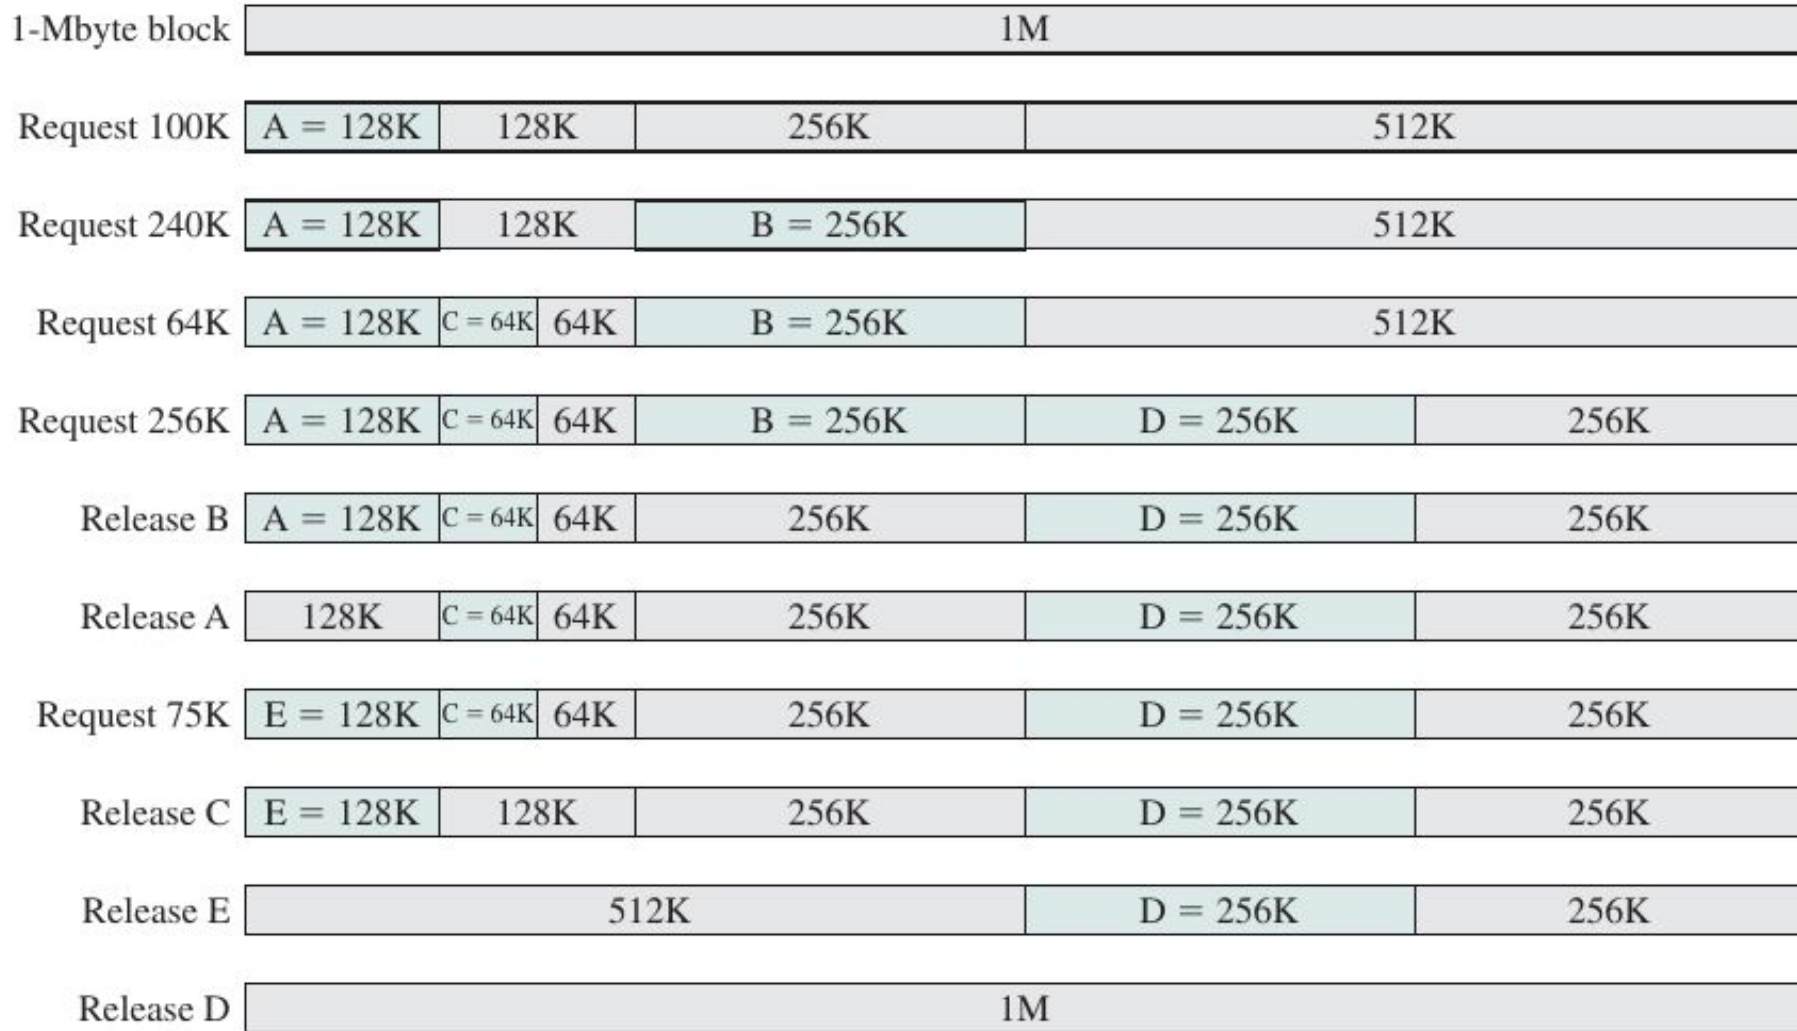 1-Mbyte block 1M
Request 100K A = 128K 128K 256K 512K
Request 240K A = 128K 128K B = 256K 512K
Request 64K A = 128K C = 64K 64K B = 256K 512K
Request 256K A = 128K C = 64K 64K B = 256K D = 256K 256K
Release B A = 128K C = 64K 64K 256K D = 256K 256K
Release A 128K C = 64K 64K 256K D = 256K 256K
Request 75K E = 128K C = 64K 64K 256K D = 256K 256K
Release C E = 128K 128K 256K D = 256K 256K
Release E 512K D = 256K 256K
Release D 1M